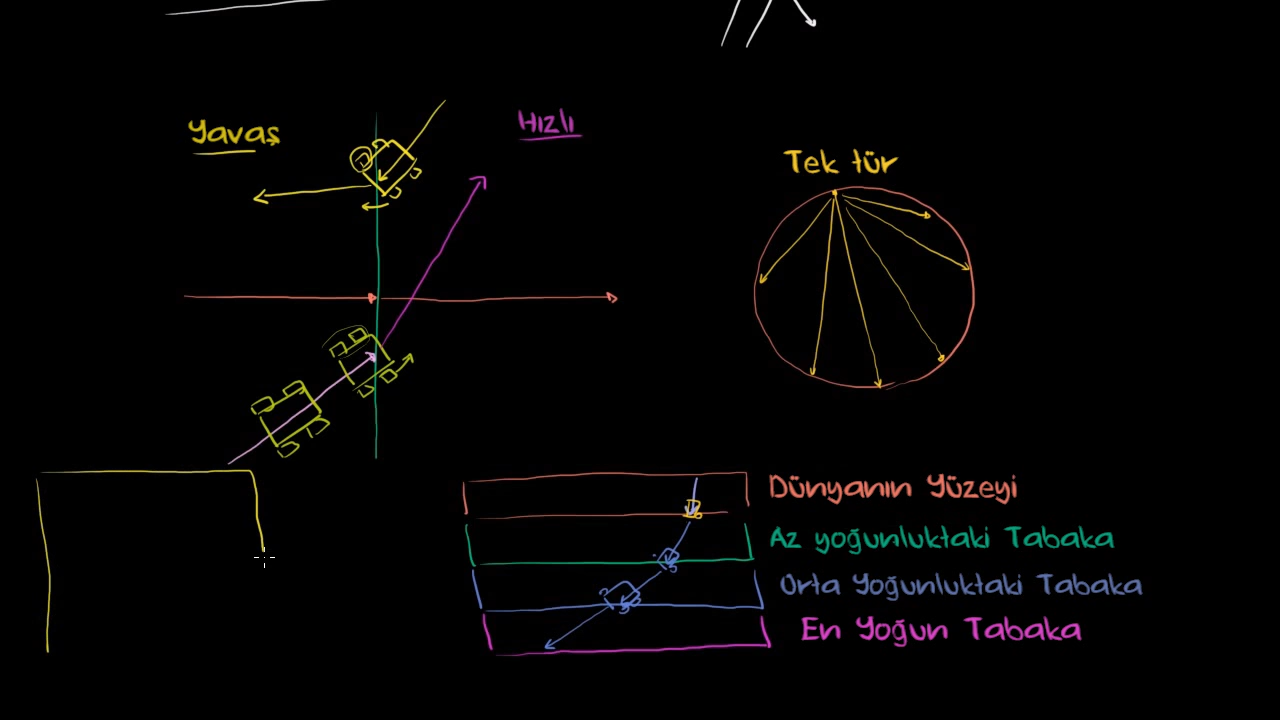 Yavaş
Hızlı
Tek tür
Dünyanın Yüzeyi
Az yoğunluktaki Tabaka
Orta Yoğunluktaki Tabaka
En Yoğun Tabaka